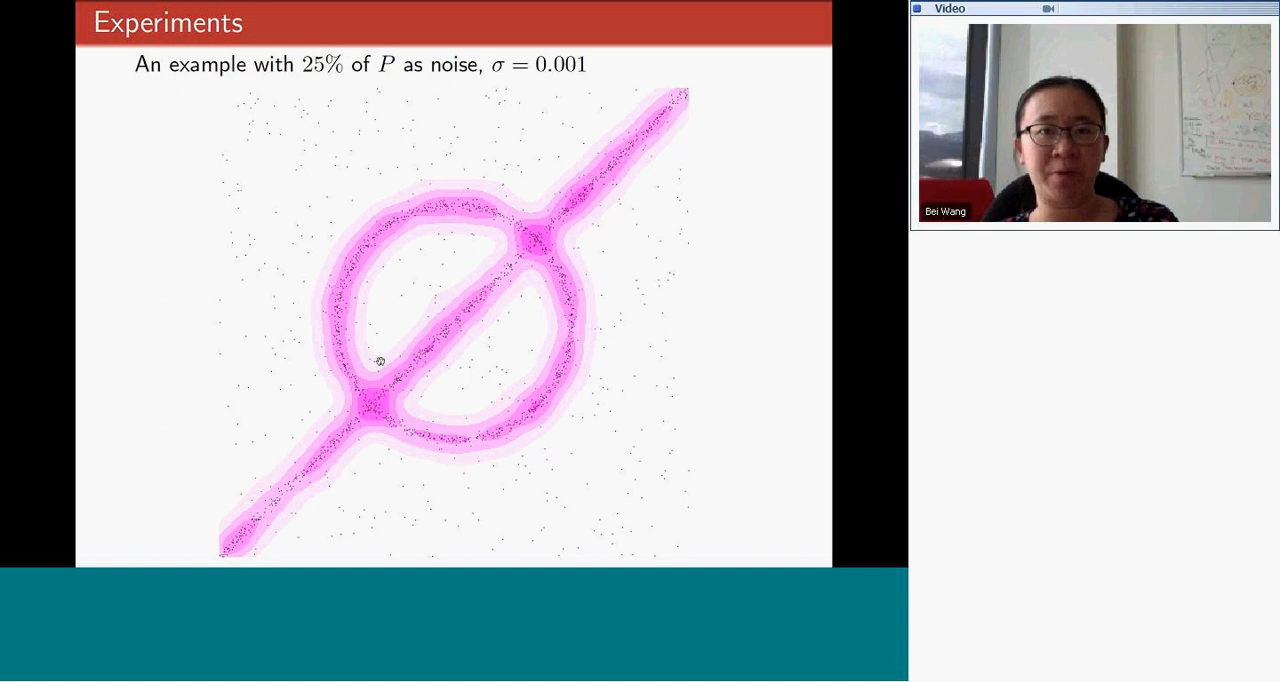 Experiments
An example with 25% of P as noise, σ = 0.001
Video
Bei Wang